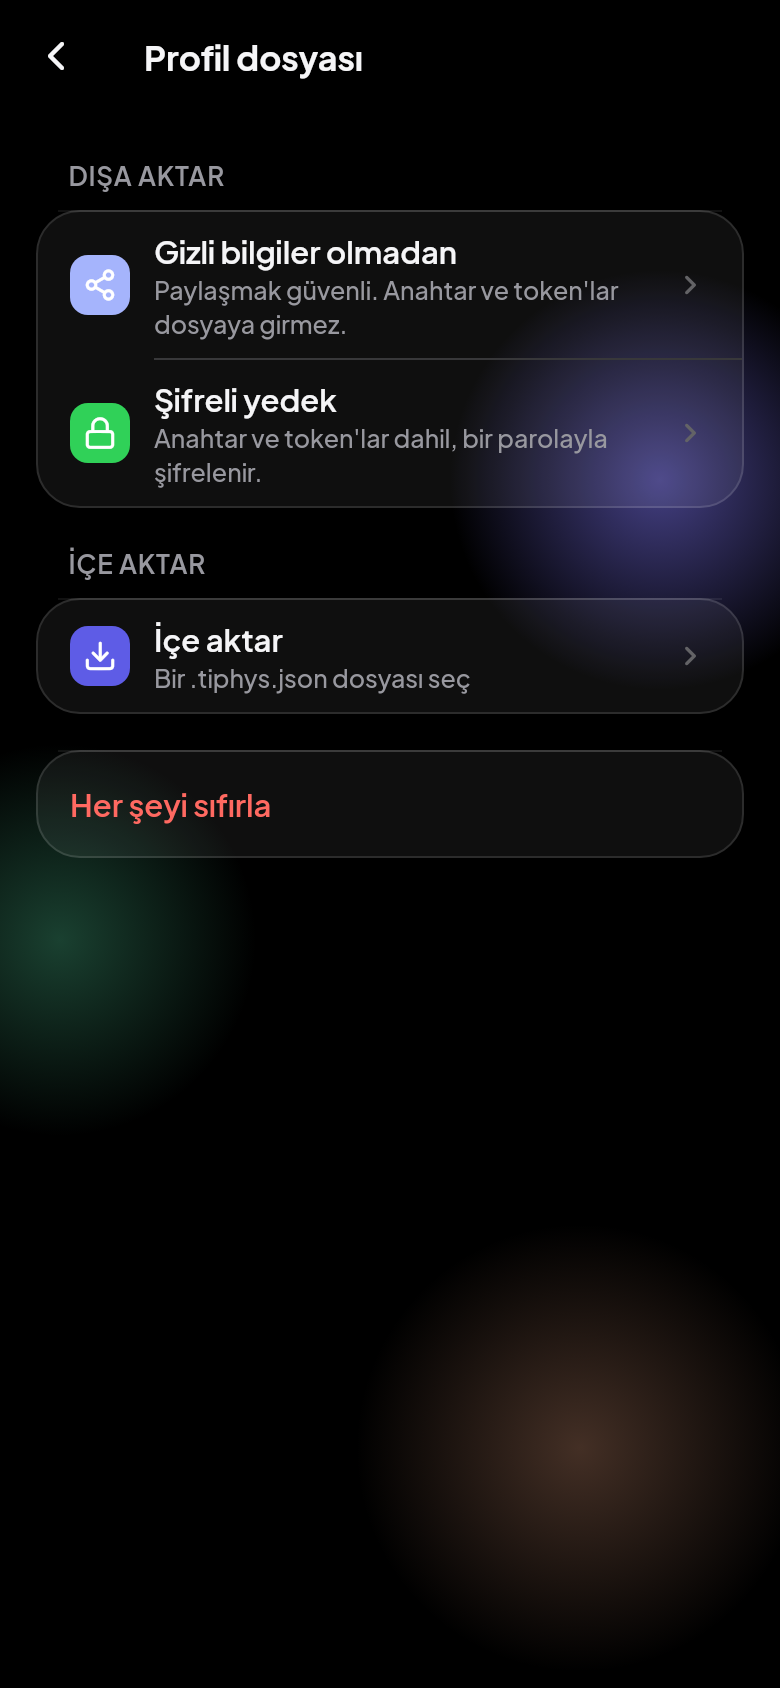 Profil dosyası
DIŞA AKTAR
Gizli bilgiler olmadan
Paylaşmak güvenli. Anahtar ve token'lar
dosyaya girmez.
Şifreli yedek
Anahtar ve token'lar dahil, bir parolayla
şifrelenir.
İÇE AKTAR
İçe aktar
Bir .tiphys.json dosyası seç
Her şeyi sıfırla